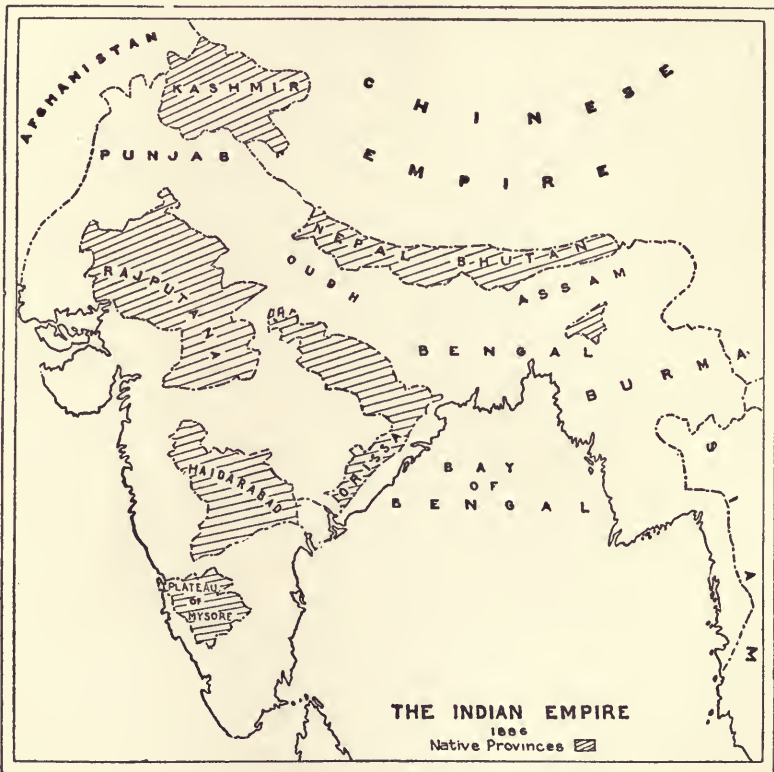 AFGHANISTAN
KASHMIR
CHINESE
EMPIRE
PUNJAB
NEPAL
BHUTAN
RAJPUTANA
OUDH
ASSAM
BENGAL
BURMA
SIAM
HAIDARABAD
ORISSA
BAY
OF
BENGAL
PLATEAU
OF
MYSORE
THE INDIAN EMPIRE
1886
Native Provinces